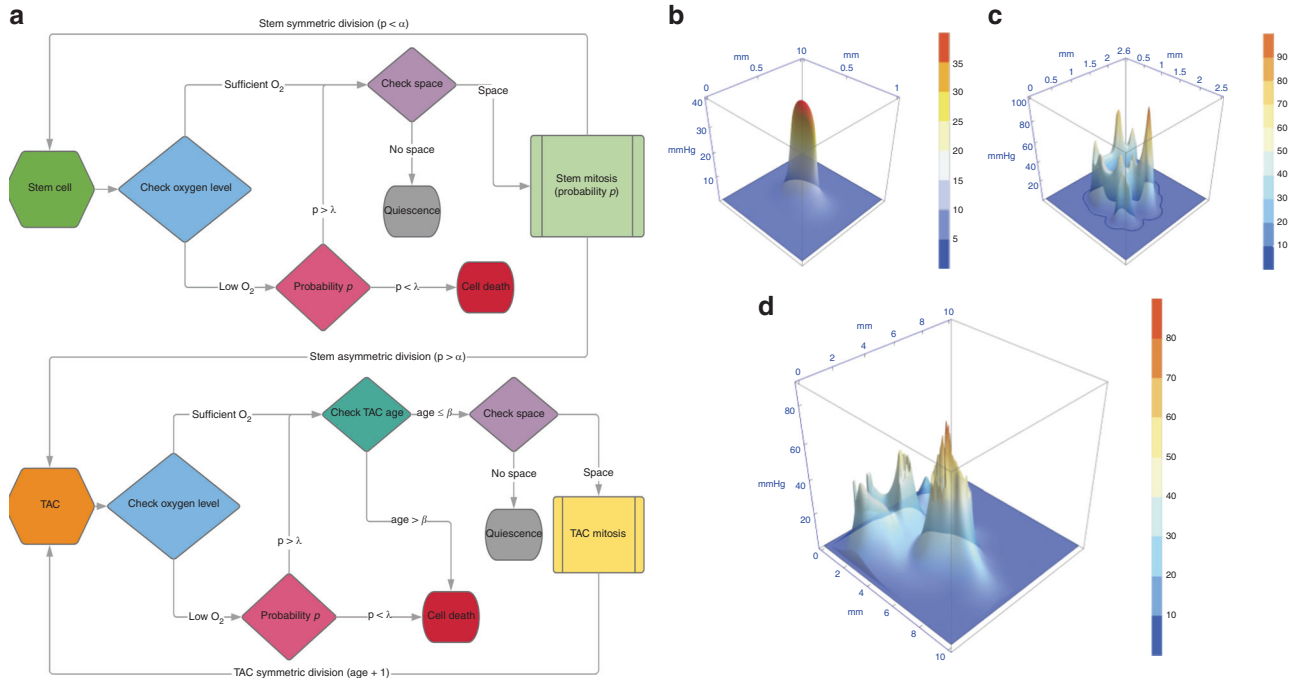 a
Stem symmetric division (p < α)
Sufficient O2
Check space
Space
Stem cell
Check oxygen level
No space
Quiescence
Stem mitosis
(probability p)
p > λ
Low O2
Probability p
p < λ
Cell death
Stem asymmetric division (p > α)
Sufficient O2
Check TAC age
age ≤ β
Check space
No space
Space
TAC
Check oxygen level
age > β
Quiescence
TAC mitosis
p > λ
Low O2
Probability p
p < λ
Cell death
TAC symmetric division (age + 1)
b
mm
0.5
10
mm
0.5
0
1
40
30
mmHg
20
10
35
30
25
20
15
10
5
c
mm
0
0.5
1
1.5
2
2.6
mm
0.5
1
1.5
2
2.5
100
80
60
mmHg
40
20
90
80
70
60
50
40
30
20
10
d
mm
0
2
4
6
8
10
80
60
mmHg
40
20
0
2
4
mm
6
8
10
80
70
60
50
40
30
20
10